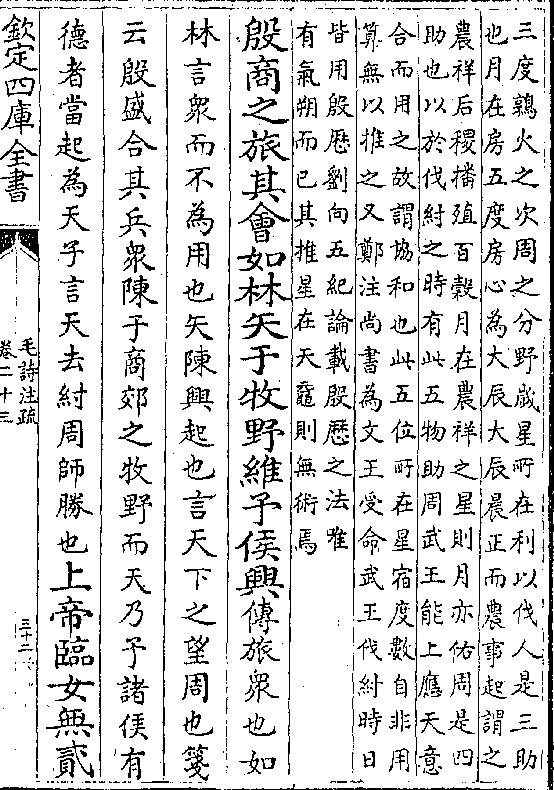 三度鶉火之次周之分野歲星所在利以伐人是三助
也月在房五度房心為大辰大辰晨正而農事起謂之
農祥后稷播殖百穀月在農祥之星則月亦佑周是四
助也以於伐紂之時有此五物助周武王能上應天意
合而用之故謂協和也此五位所在星宿度數自非用
算無以推之又鄭注尚書為文王受命武王伐紂時日
皆用殷厯劉向五紀論載殷厯之法惟
有氣朔而已其推星在天黿則無術焉
殷商之旅其會如林矢于牧野維予侯興傳旅衆也如
林言衆而不為用也矢陳興起也言天下之望周也箋
云殷盛合其兵衆陳于商郊之牧野而天乃予諸侯有
德者當起為天子言天去紂周師勝也上帝臨女無貳
欽定四庫全書
毛詩注疏
卷二十三
三十二